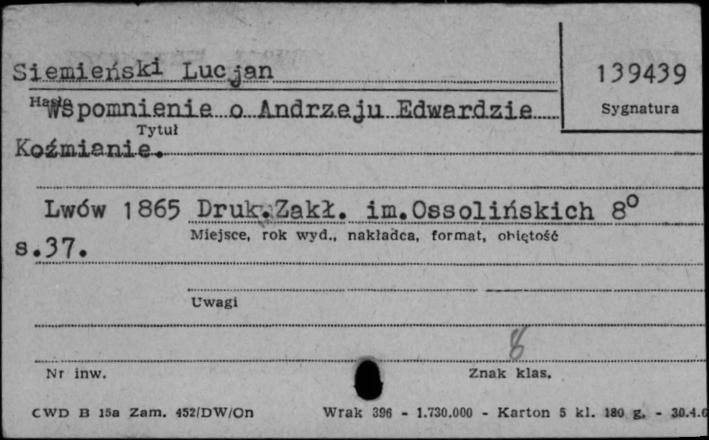 Siemieński Lucjan
139439
Hasło
Sygnatura
Wspomnienie o Andrzeju Edwardzie
Tytuł
Koźmianie.
Lwów 1865 Druk.Zakł. im.Ossolińskich 8°
Miejsce, rok wyd., nakładca, format, objętość
s.37.
Uwagi
8
Nr inw.
Znak klas.
CWD B 15a Zam. 452/DW/On Wrak 396 - 1.730.000 - Karton 5 kl. 180 g. - 30.4.6